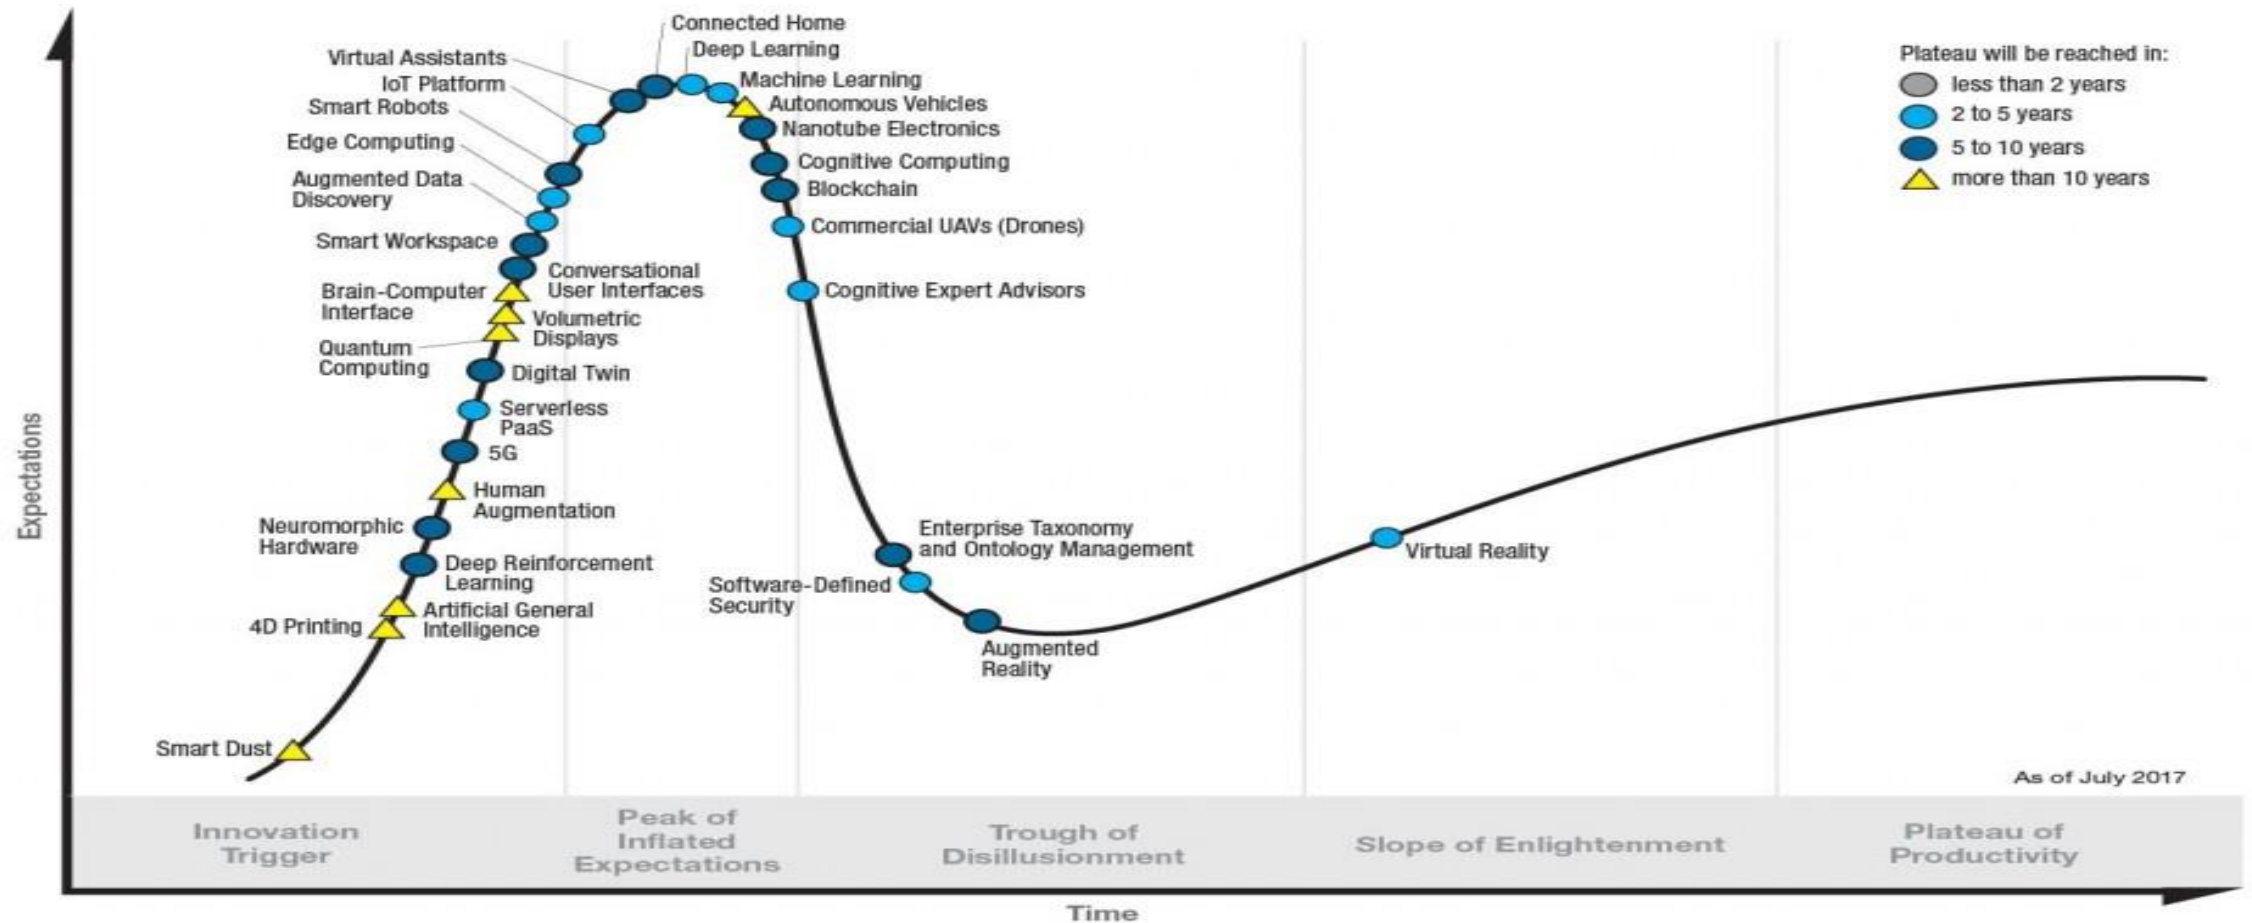 Connected Home
Deep Learning
Virtual Assistants
IoT Platform
Smart Robots
Edge Computing
Augmented Data
Discovery
Smart Workspace
Brain-Computer
Interface
Quantum
Computing
Machine Learning
Autonomous Vehicles
Nanotube Electronics
Cognitive Computing
Blockchain
Commercial UAVs (Drones)
Cognitive Expert Advisors
Conversational
User Interfaces
Volumetric
Displays
Digital Twin
Serverless
PaaS
5G
Human
Augmentation
Neuromorphic
Hardware
Deep Reinforcement
Learning
Artificial General
Intelligence
4D Printing
Smart Dust
Enterprise Taxonomy
and Ontology Management
Software-Defined
Security
Augmented
Reality
Virtual Reality
Plateau will be reached in:
less than 2 years
2 to 5 years
5 to 10 years
more than 10 years
As of July 2017
Expectations
Innovation
Trigger
Peak of
Inflated
Expectations
Trough of
Disillusionment
Slope of Enlightenment
Plateau of
Productivity
Time